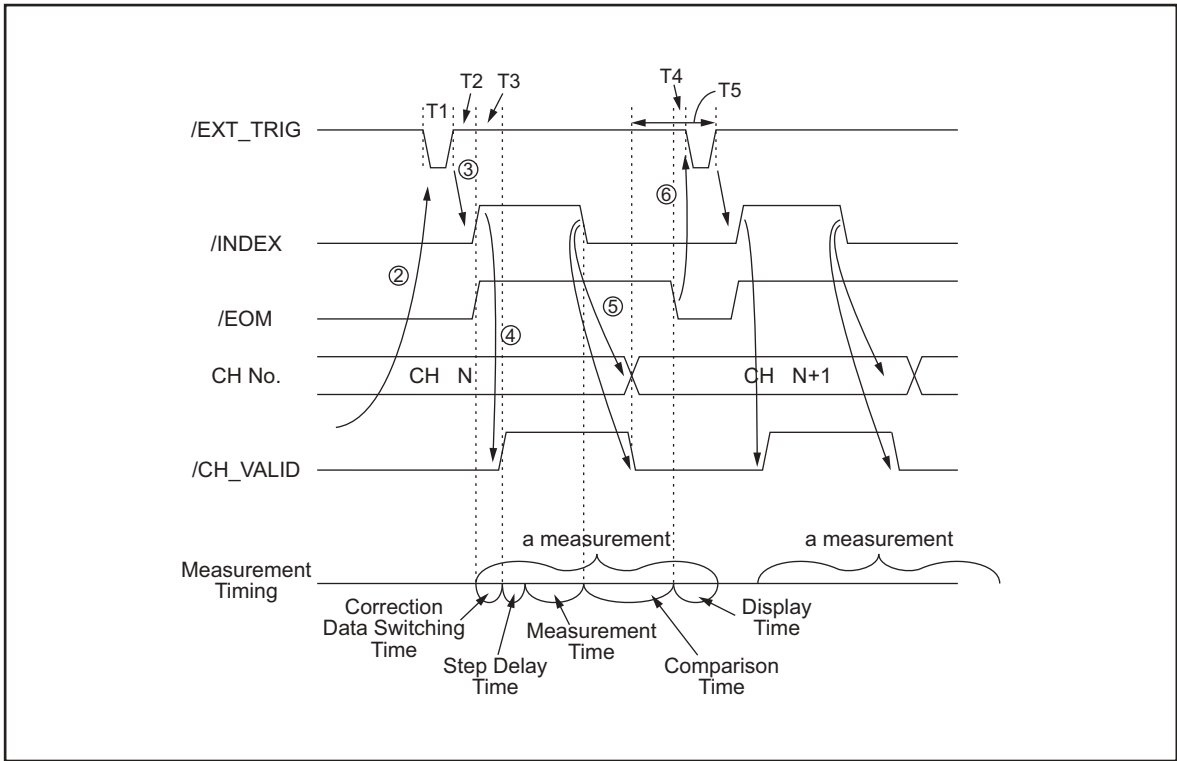 T1
T2
T3
T4
T5
/EXT_TRIG
③
⑥
/INDEX
②
⑤
/EOM
④
CH No.
CH N
CH N+1
/CH_VALID
a measurement
a measurement
Measurement
Timing
Correction
Data Switching
Time
Step Delay
Time
Measurement
Time
Comparison
Time
Display
Time